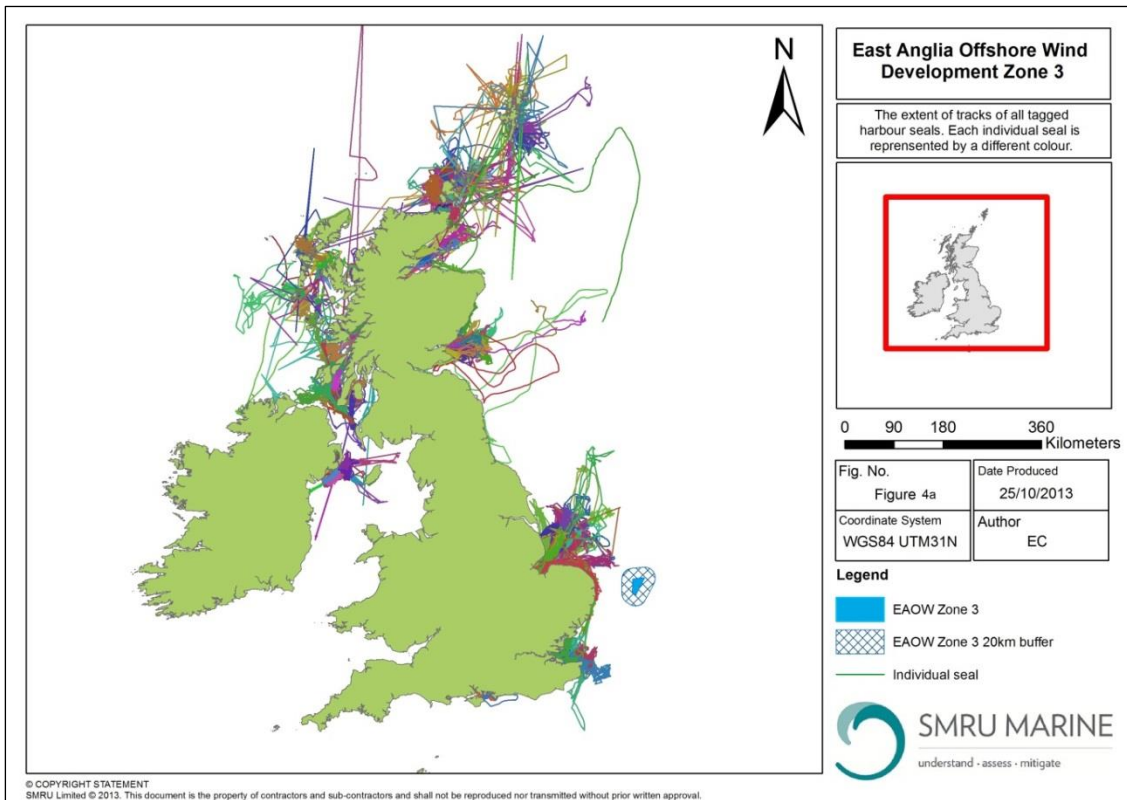 N
East Anglia Offshore Wind
Development Zone 3
The extent of tracks of all tagged
harbour seals. Each individual seal is
reprensented by a different colour.
0 90 180 360
Kilometers
Fig. No.
Figure 4a
Date Produced
25/10/2013
Coordinate System
WGS84 UTM31N
Author
EC
Legend
EAOW Zone 3
EAOW Zone 3 20km buffer
Individual seal
SMRU MARINE
understand - assess - mitigate
© COPYRIGHT STATEMENT
SMRU Limited © 2013. This document is the property of contractors and sub-contractors and shall not be reproduced nor transmitted without prior written approval.